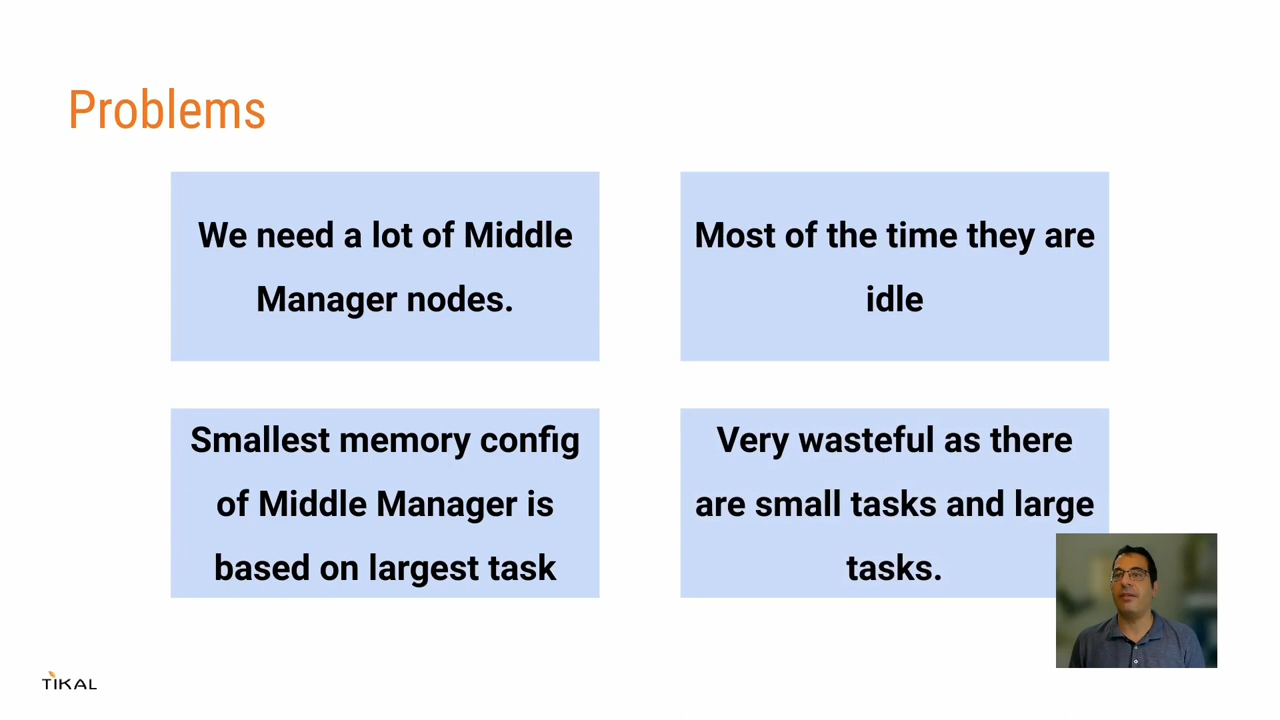 Problems
We need a lot of Middle
Manager nodes.
Most of the time they are
idle
Smallest memory config
of Middle Manager is
based on largest task
Very wasteful as there
are small tasks and large
tasks.
TIKAL